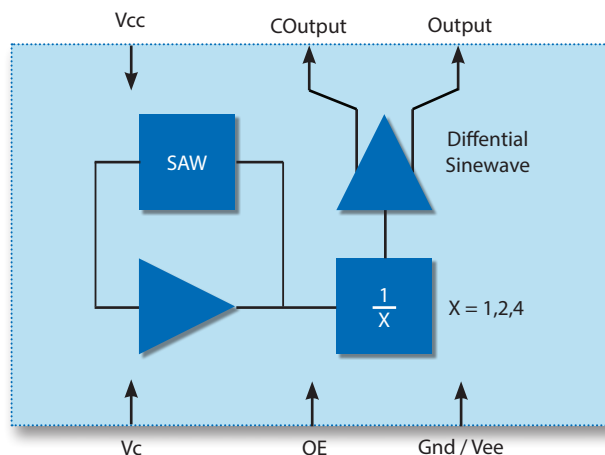 Vcc
COutput
Output
SAW
Diffential
Sinewave
1
X
X = 1,2,4
Vc
OE
Gnd / Vee